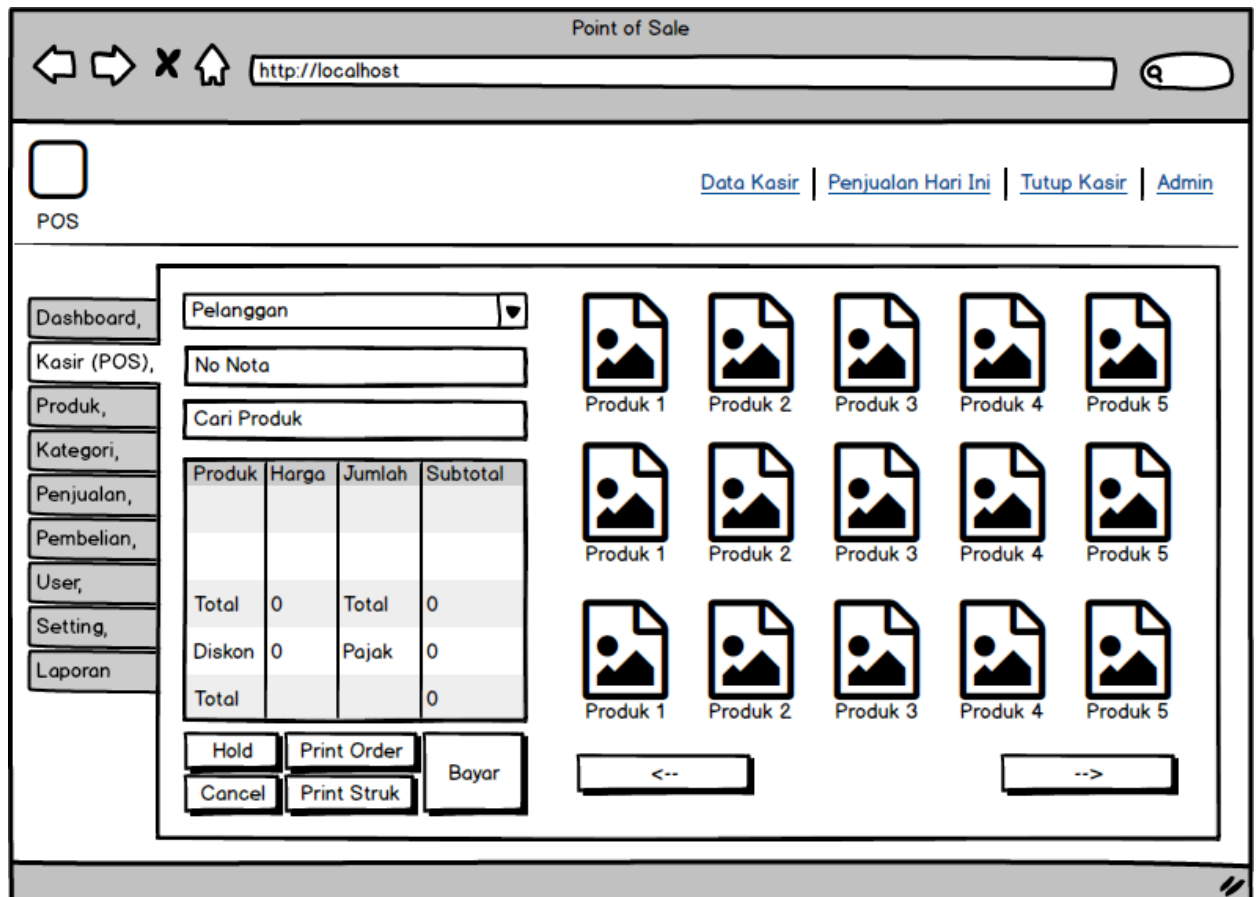 Point of Sale
http://localhost
POS
Data Kasir
Penjualan Hari Ini
Tutup Kasir
Admin
Dashboard,
Kasir (POS),
Produk,
Kategori,
Penjualan,
Pembelian,
User,
Setting,
Laporan
Pelanggan
No Nota
Cari Produk
Produk Harga Jumlah Subtotal
Total 0 Total 0
Diskon 0 Pajak 0
Total 0
Hold
Print Order
Cancel
Print Struk
Bayar
Produk 1 Produk 2 Produk 3 Produk 4 Produk 5
Produk 1 Produk 2 Produk 3 Produk 4 Produk 5
Produk 1 Produk 2 Produk 3 Produk 4 Produk 5
<-- -->